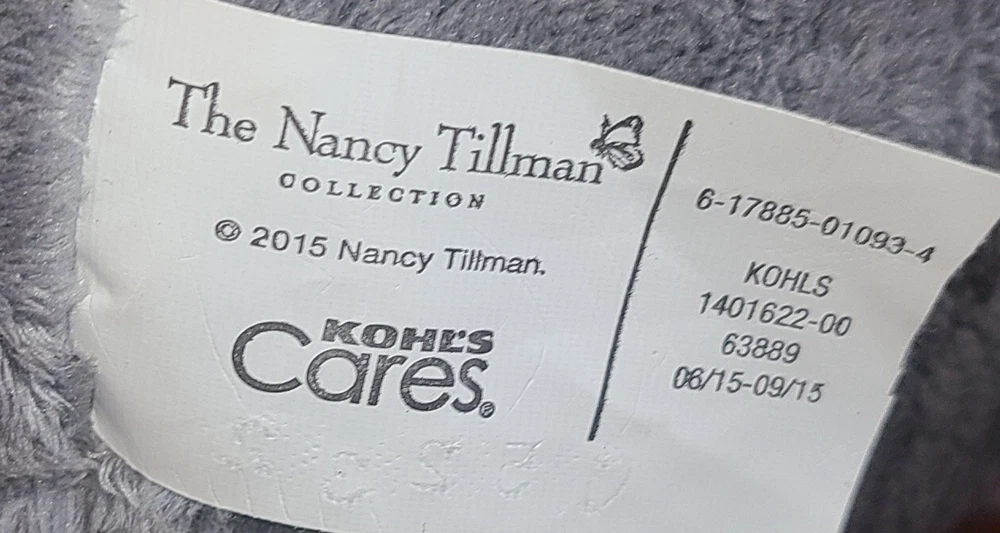 The Nancy Tillman
COLLECTION
© 2015 Nancy Tillman.
KOHL'S
Cares®
6-17885-01093-4
KOHLS
1401622-00
63889
06/15-09/15